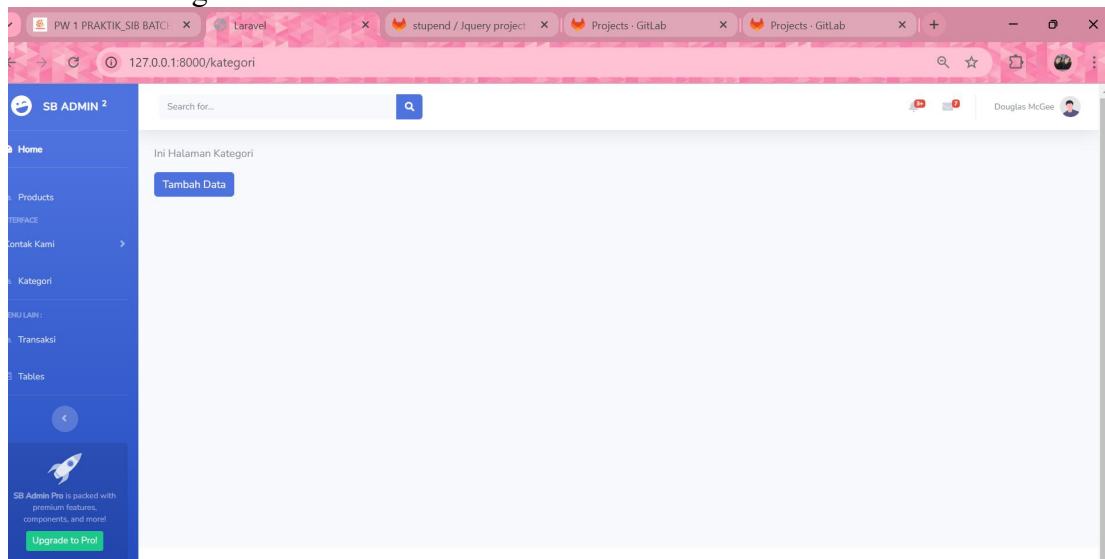 PW 1 PRAKTIK_SIB BATCH
Laravel
stupend / Jquery project
Projects · GitLab
Projects · GitLab
127.0.0.1:8000/kategori
SB ADMIN 2
Search for...
3+
7
Douglas McGee
Home
Ini Halaman Kategori
Tambah Data
Products
TERFACE
Kontak Kami
Kategori
ENU LAIN :
Transaksi
Tables
SB Admin Pro is packed with
premium features,
components, and more!
Upgrade to Pro!